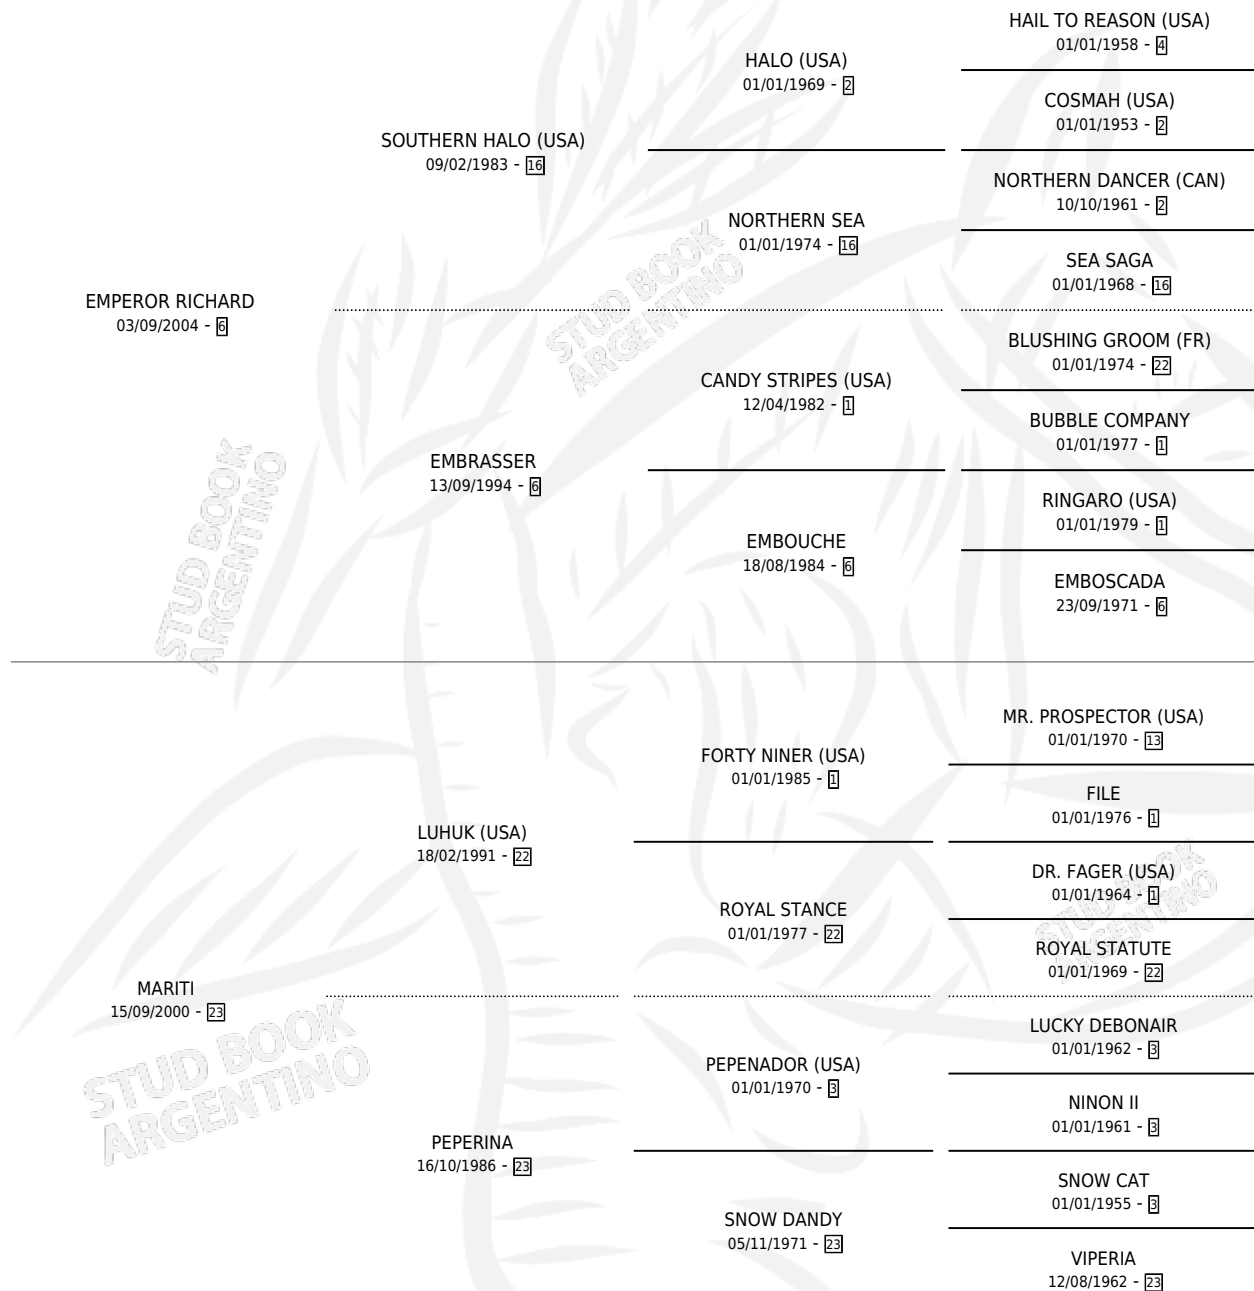 HAIL TO REASON (USA)
01/01/1958 - 4
HALO (USA)
01/01/1969 - 2
COSMAH (USA)
01/01/1953 - 2
SOUTHERN HALO (USA)
09/02/1983 - 16
NORTHERN DANCER (CAN)
10/10/1961 - 2
NORTHERN SEA
01/01/1974 - 16
SEA SAGA
01/01/1968 - 16
EMPEROR RICHARD
03/09/2004 - 6
STUD BOOK
ARGENTINO
BLUSHING GROOM (FR)
01/01/1974 - 22
CANDY STRIPES (USA)
12/04/1982 - 1
BUBBLE COMPANY
01/01/1977 - 1
EMBRASSER
13/09/1994 - 6
RINGARO (USA)
01/01/1979 - 1
EMBOUCHE
18/08/1984 - 6
EMBOSCADA
23/09/1971 - 6
STUD BOOK
ARGENTINO
MR. PROSPECTOR (USA)
01/01/1970 - 13
FORTY NINER (USA)
01/01/1985 - 1
FILE
01/01/1976 - 1
LUHUK (USA)
18/02/1991 - 22
DR. FAGER (USA)
01/01/1964 - 1
STUD BOOK
ARGENTINO
ROYAL STANCE
01/01/1977 - 22
ROYAL STATUTE
01/01/1969 - 22
MARITI
15/09/2000 - 23
STUD BOOK
ARGENTINO
LUCKY DEBONAIR
01/01/1962 - 3
PEPENADOR (USA)
01/01/1970 - 3
NINON II
01/01/1961 - 3
PEPERINA
16/10/1986 - 23
SNOW CAT
01/01/1955 - 3
SNOW DANDY
05/11/1971 - 23
VIPERIA
12/08/1962 - 23